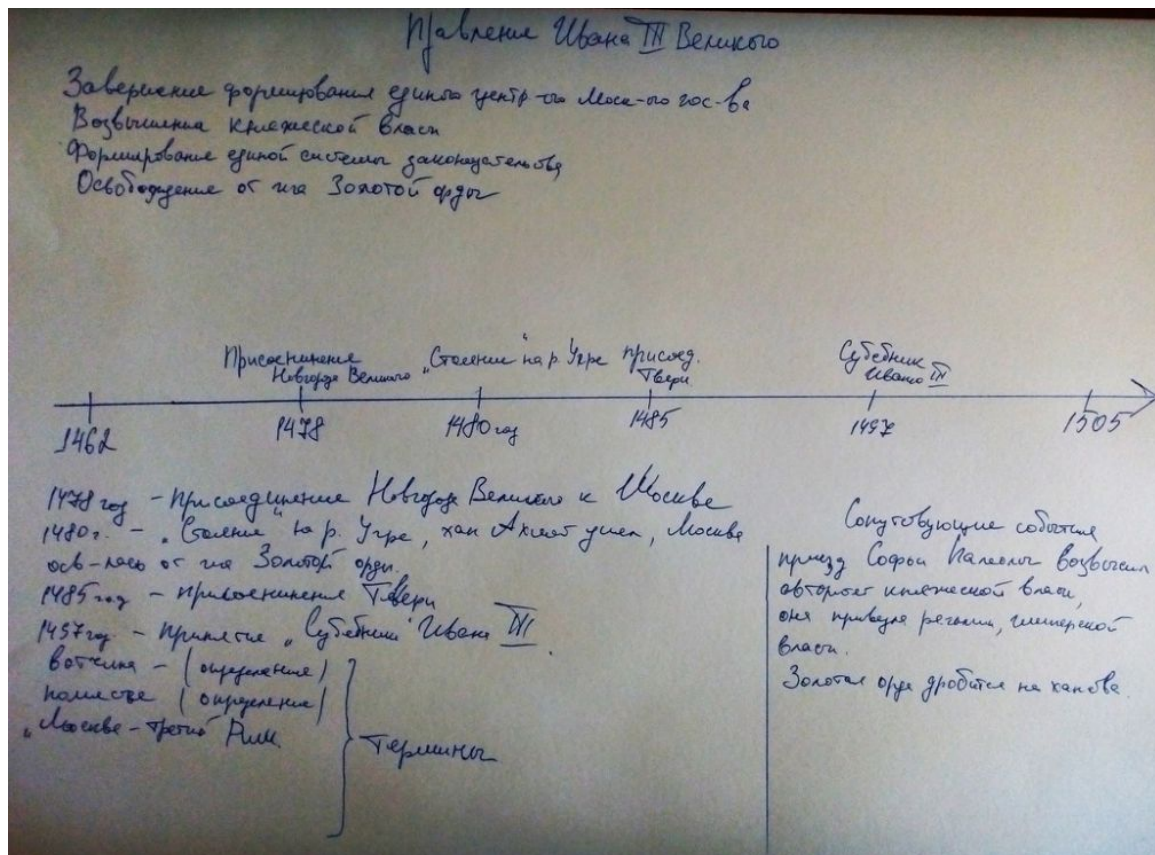 Правление Ивана III Великого
Завершение формирования единого центр-ого Моск-ого гос-ва
Возвышение княжеской власти
Формирование единой системы законодательства
Освобождение от ига Золотой орды
Присоединение
Новгорода Великого
"Стояние" на р. Угре
присоед.
Твери
Судебник
Ивана III
1462
1478
1480 год
1485
1497
1505
1478 год - присоединение Новгорода Великого к Москве
1480 г. - "Стояние" на р. Угре, хан Ахмат ушел, Москва
осв-лась от ига Золотой орды.
1485 год - присоединение Твери
1497 год - принятие "Судебника" Ивана III.
вотчина - (определение)
поместье (определение)
"Москва - третий Рим.
Термины
Сопутствующие события
приезд Софьи Палеолог возвысил
авторитет княжеской власти,
она привезла регалии, императорской
власти.
Золотая орда дробится на ханства.